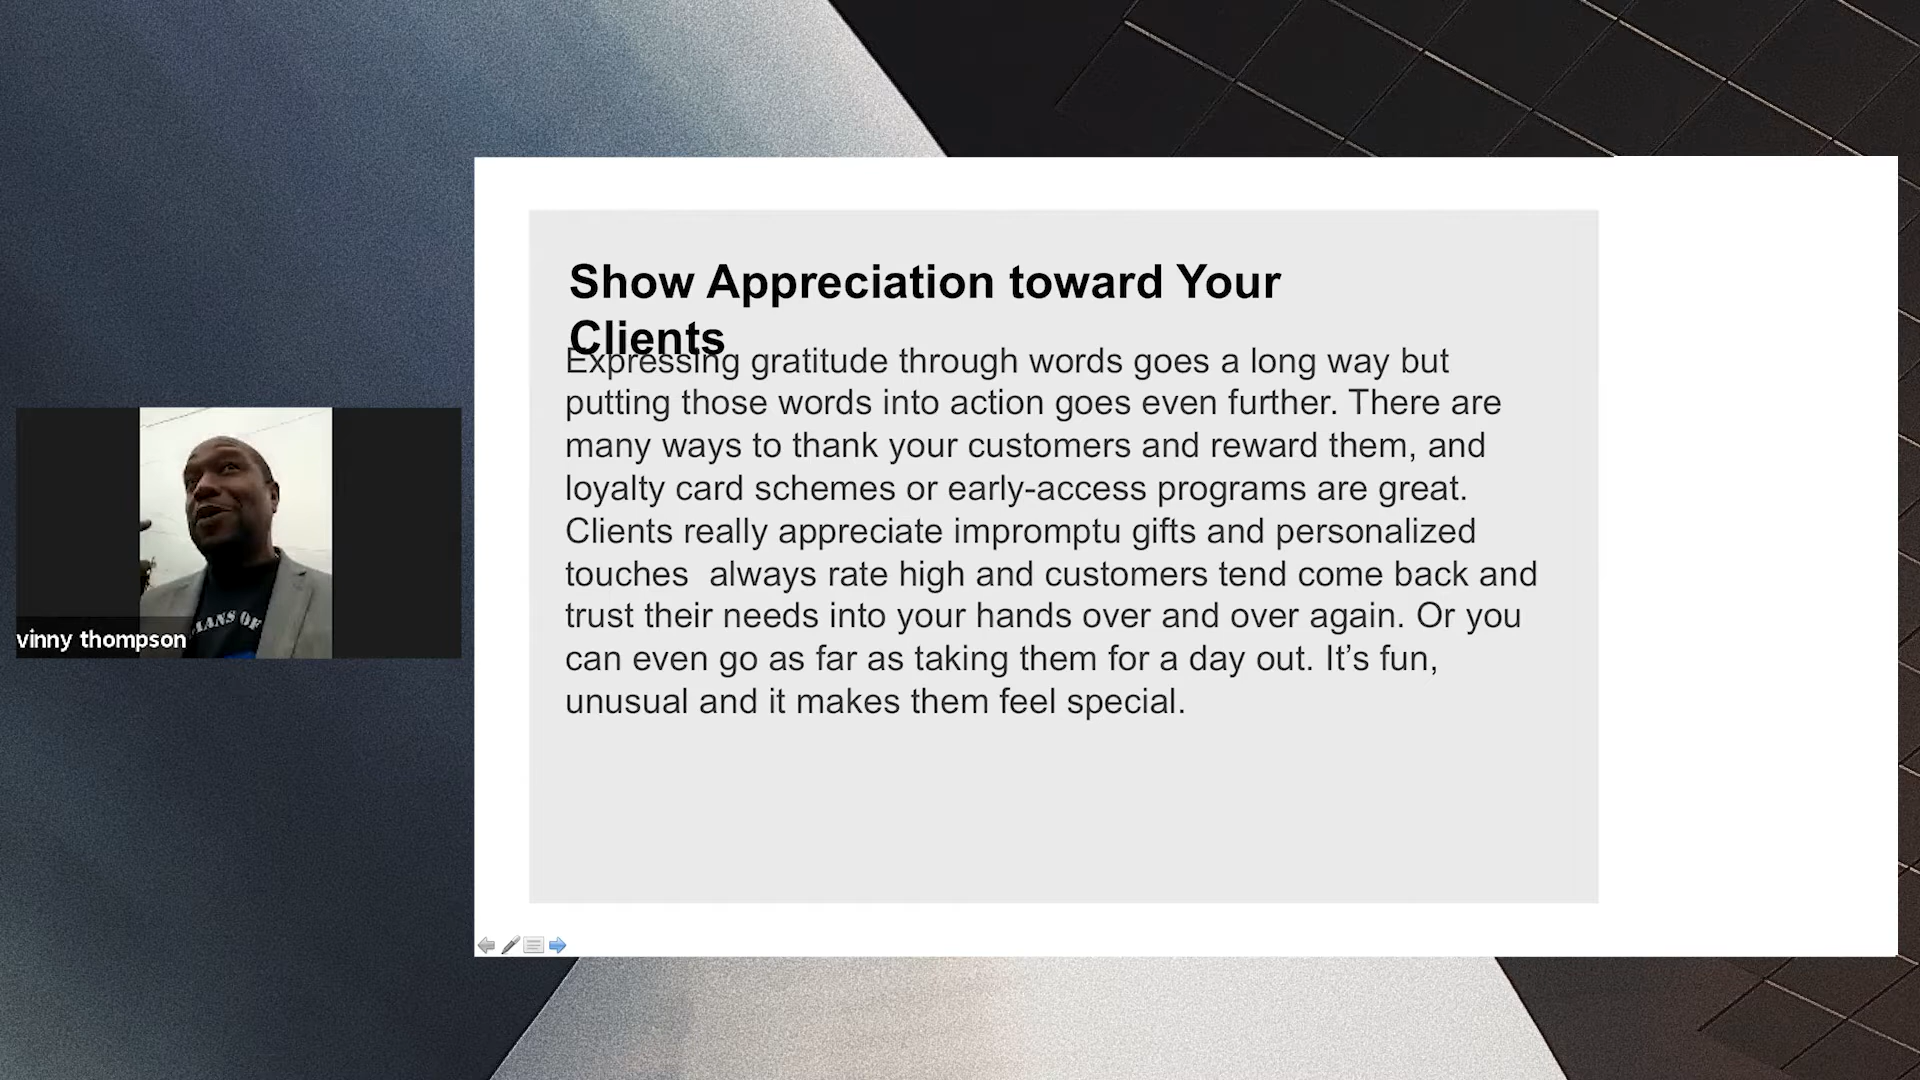 Show Appreciation toward Your
Clients
Expressing gratitude through words goes a long way but
putting those words into action goes even further. There are
many ways to thank your customers and reward them, and
loyalty card schemes or early-access programs are great.
Clients really appreciate impromptu gifts and personalized
touches  always rate high and customers tend come back and
trust their needs into your hands over and over again. Or you
can even go as far as taking them for a day out. It’s fun,
unusual and it makes them feel special.
OF
vinny thompson